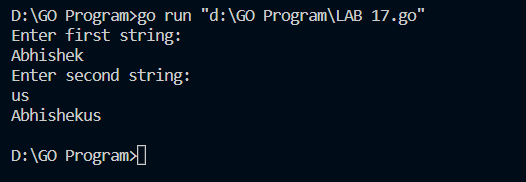 D:\GO Program>go run "d:\GO Program\LAB 17.go"
Enter first string:
Abhishek
Enter second string:
us
Abhishekus
D:\GO Program>